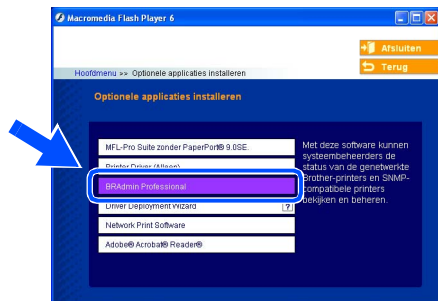 Macromedia Flash Player 6
Afsluiten
Hoofdmenu >> Optionele applicaties installeren
Terug
Optionele applicaties installeren
MFL-Pro Suite zonder PaperPort® 9.0SE.
Printer Driver (Alleen)
BRAdmin Professional
Driver Deployment Wizard ?
Network Print Software
Adobe® Acrobat® Reader®
Met deze software kunnen
systeembeheerders de
status van de genetwerkte
Brother-printers en SNMP-
compatibele printers
bekijken en beheren.